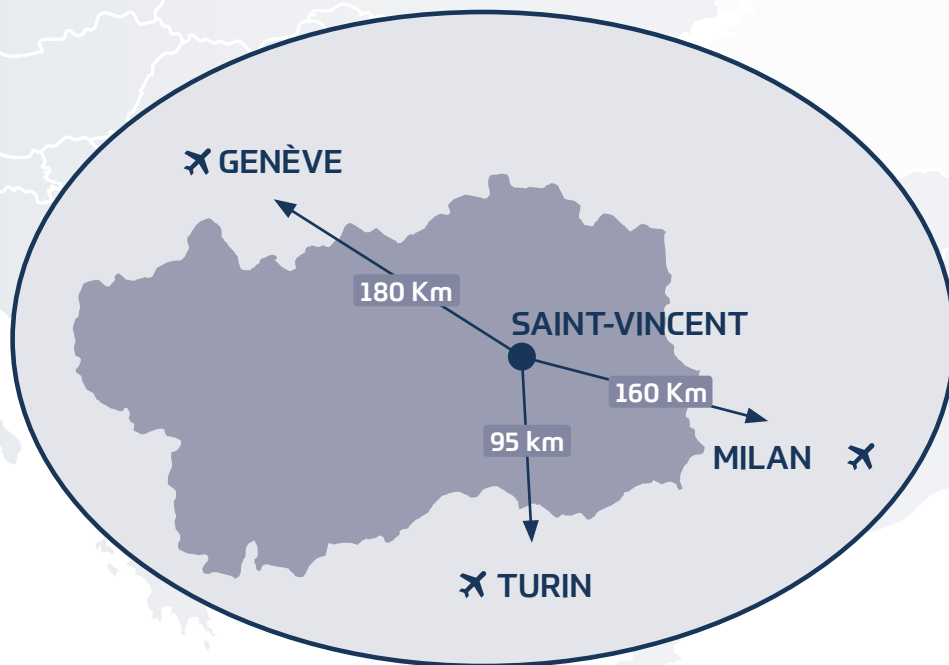 GENÈVE
180 Km
SAINT-VINCENT
160 Km
95 km
MILAN
TURIN